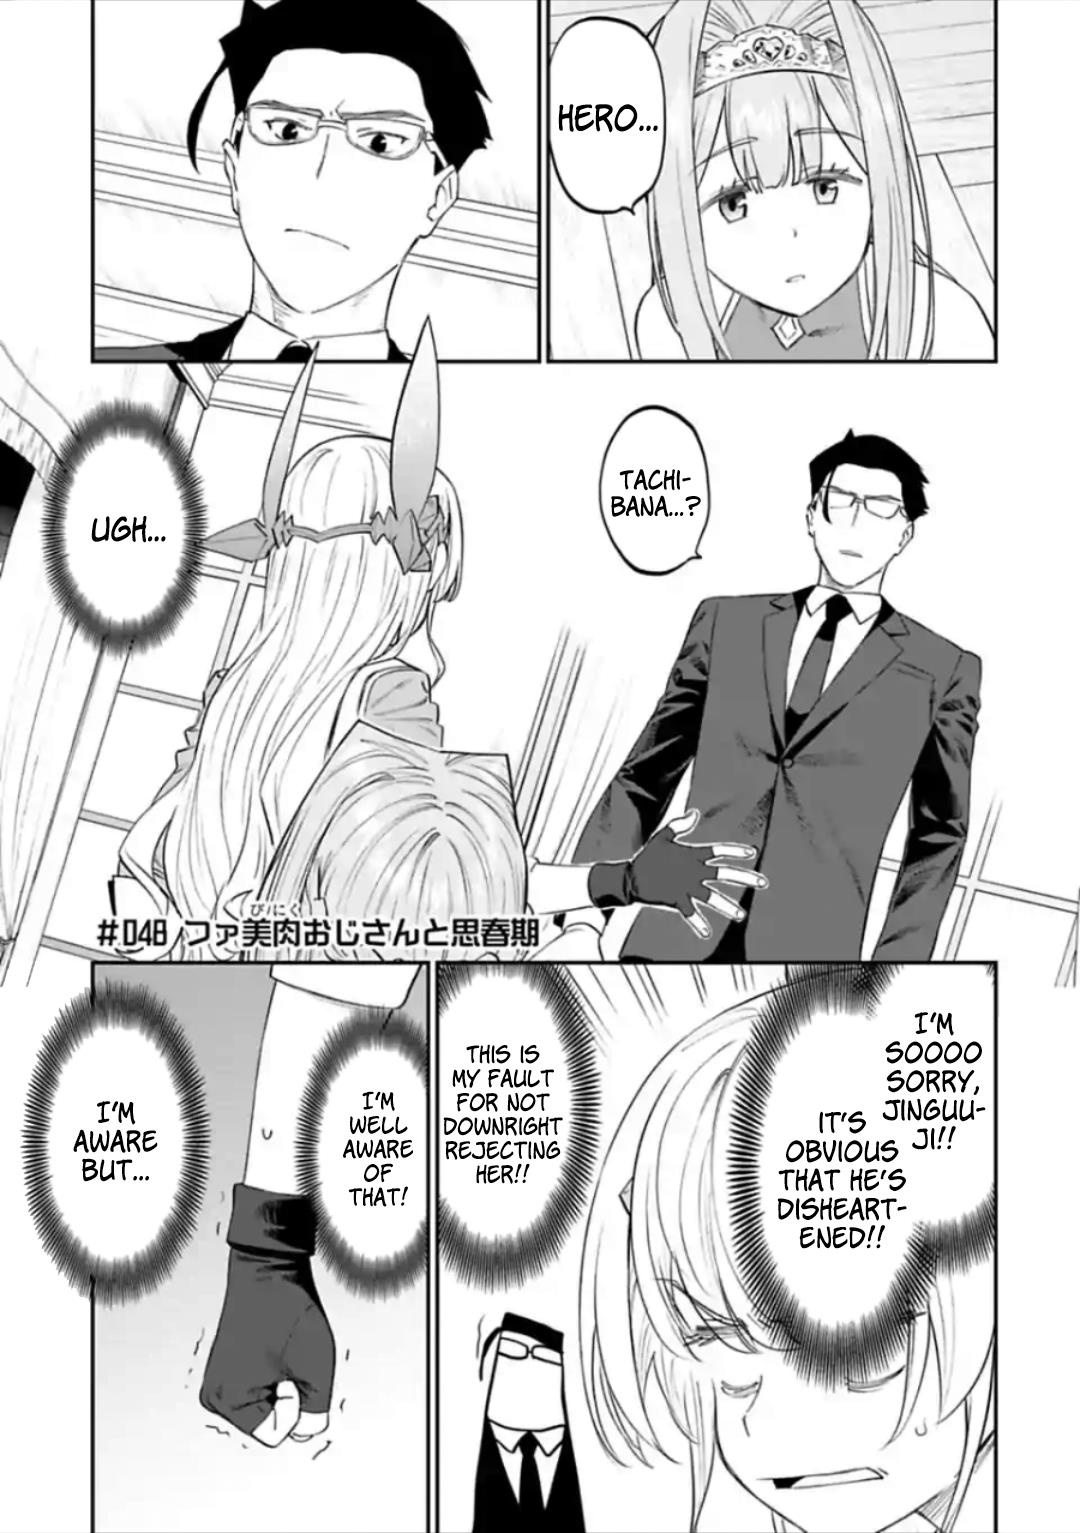 HERO...
TACHI-
BANA...?
UGH...
びにく
#048 ファ美肉おじさんと思春期
I'M
SOOOO
SORRY,
JINGUU-
JI!!
IT'S
OBVIOUS
THAT HE'S
DISHEART-
ENED!!
THIS IS
MY FAULT
FOR NOT
DOWNRIGHT
REJECTING
HER!!
I'M
WELL
AWARE
OF
THAT!
I'M
AWARE
BUT...